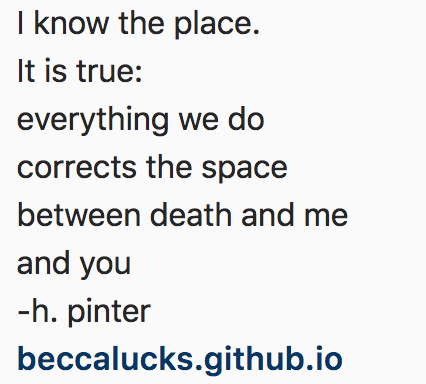 I know the place.
It is true:
everything we do
corrects the space
between death and me
and you
-h. pinter
beccalucks.github.io